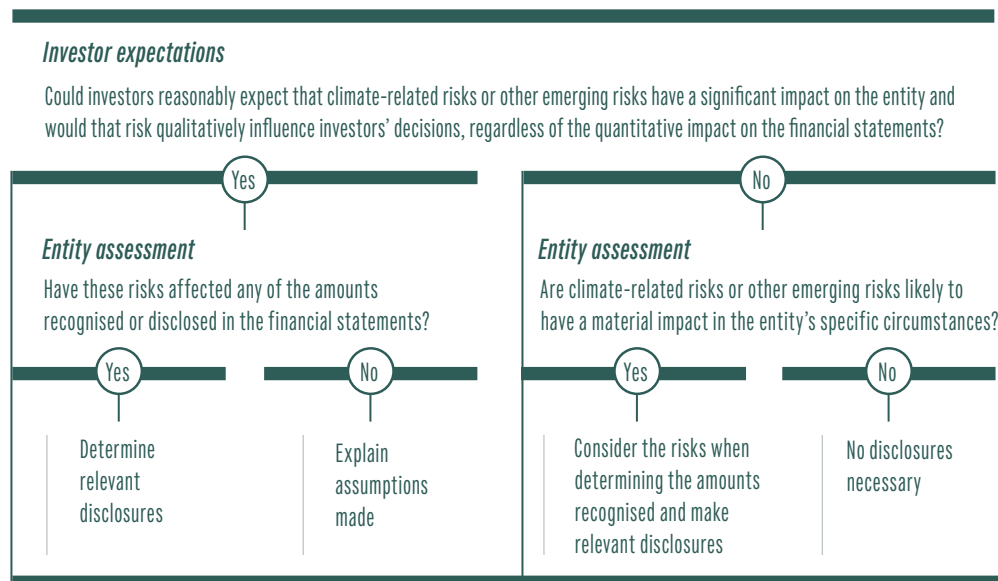 Investor expectations
Could investors reasonably expect that climate-related risks or other emerging risks have a significant impact on the entity and
would that risk qualitatively influence investors’ decisions, regardless of the quantitative impact on the financial statements?
Yes
Entity assessment
Have these risks affected any of the amounts
recognised or disclosed in the financial statements?
Yes
Determine
relevant
disclosures
No
Explain
assumptions
made
No
Entity assessment
Are climate-related risks or other emerging risks likely to
have a material impact in the entity’s specific circumstances?
Yes
Consider the risks when
determining the amounts
recognised and make
relevant disclosures
No
No disclosures
necessary